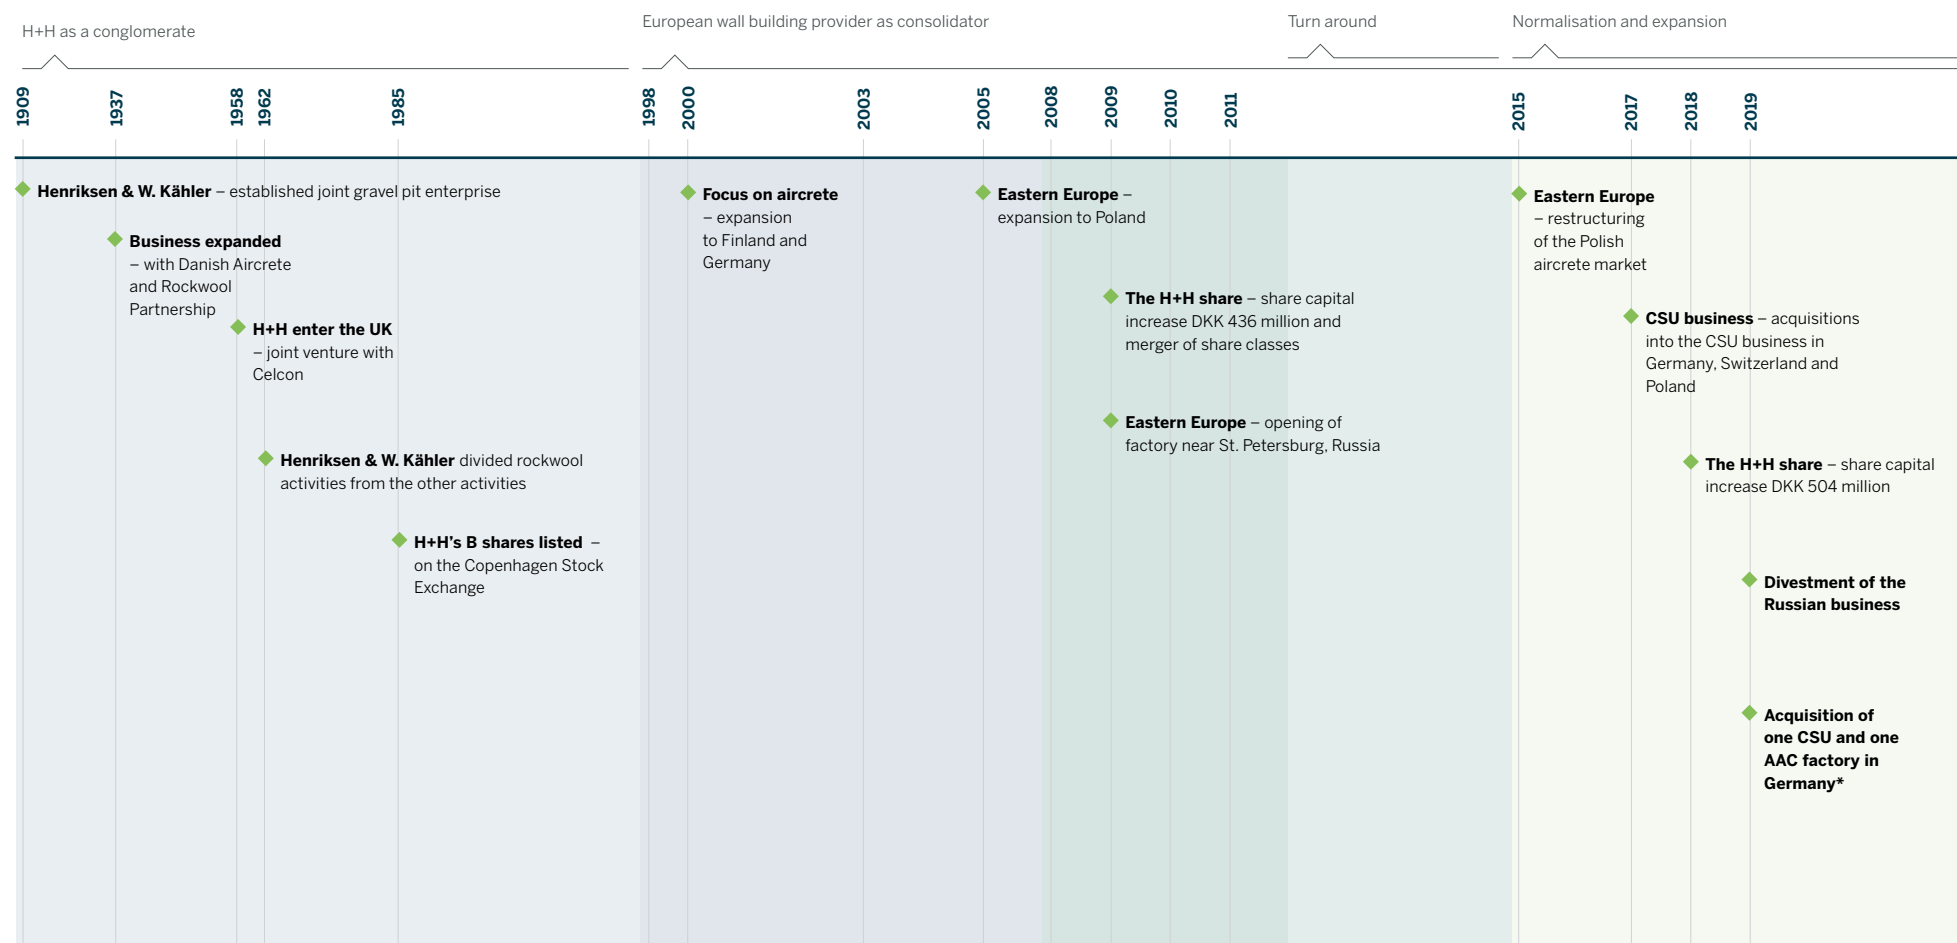 H+H as a conglomerate
European wall building provider as consolidator
Turn around
Normalisation and expansion
1909
1937
1958
1962
1985
1998
2000
2003
2005
2008
2009
2010
2011
2015
2017
2018
2019
Henriksen & W. Kähler – established joint gravel pit enterprise
Business expanded
– with Danish Aircrete
and Rockwool
Partnership
H+H enter the UK
– joint venture with
Celcon
Henriksen & W. Kähler divided rockwool
activities from the other activities
H+H’s B shares listed –
on the Copenhagen Stock
Exchange
Focus on aircrete
– expansion
to Finland and
Germany
Eastern Europe –
expansion to Poland
The H+H share – share capital
increase DKK 436 million and
merger of share classes
Eastern Europe – opening of
factory near St. Petersburg, Russia
Eastern Europe
– restructuring
of the Polish
aircrete market
CSU business – acquisitions
into the CSU business in
Germany, Switzerland and
Poland
The H+H share – share capital
increase DKK 504 million
Divestment of the
Russian business
Acquisition of
one CSU and one
AAC factory in
Germany*